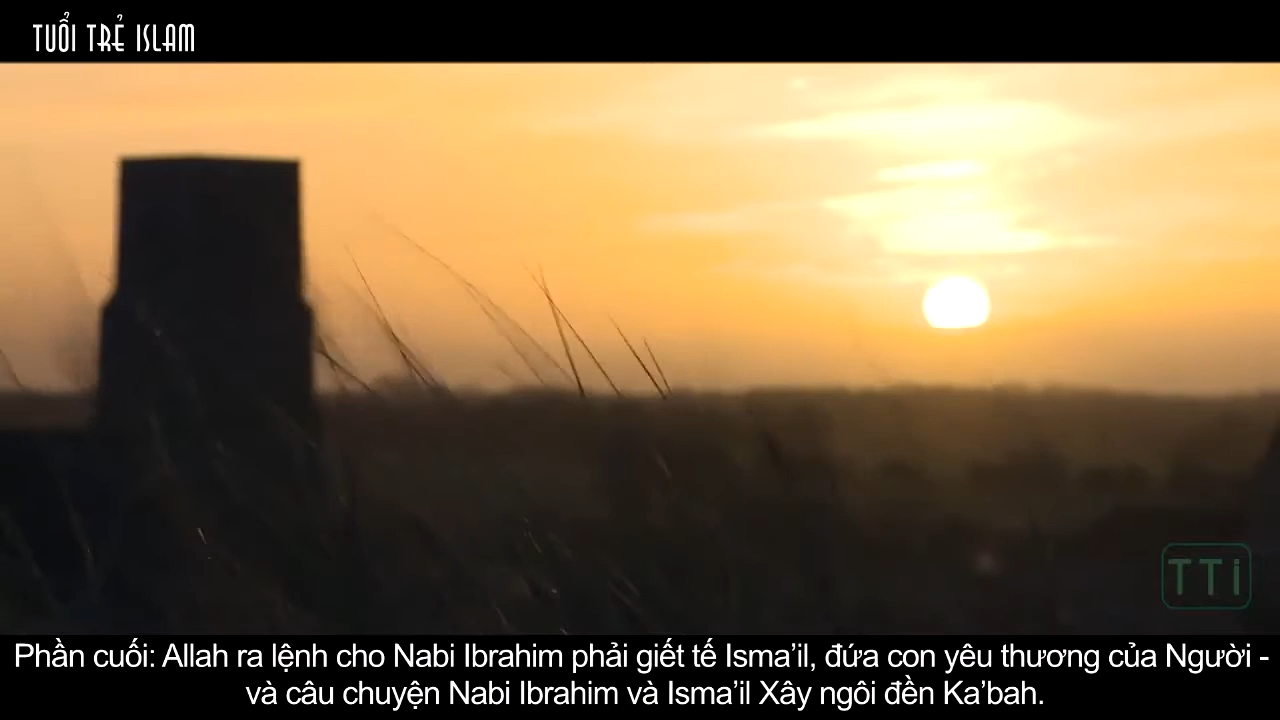 TUỔI TRẺ ISLAM
TTi
Phần cuối: Allah ra lệnh cho Nabi Ibrahim phải giết tế Isma’il, đứa con yêu thương của Người -
và câu chuyện Nabi Ibrahim và Isma’il Xây ngôi đền Ka’bah.